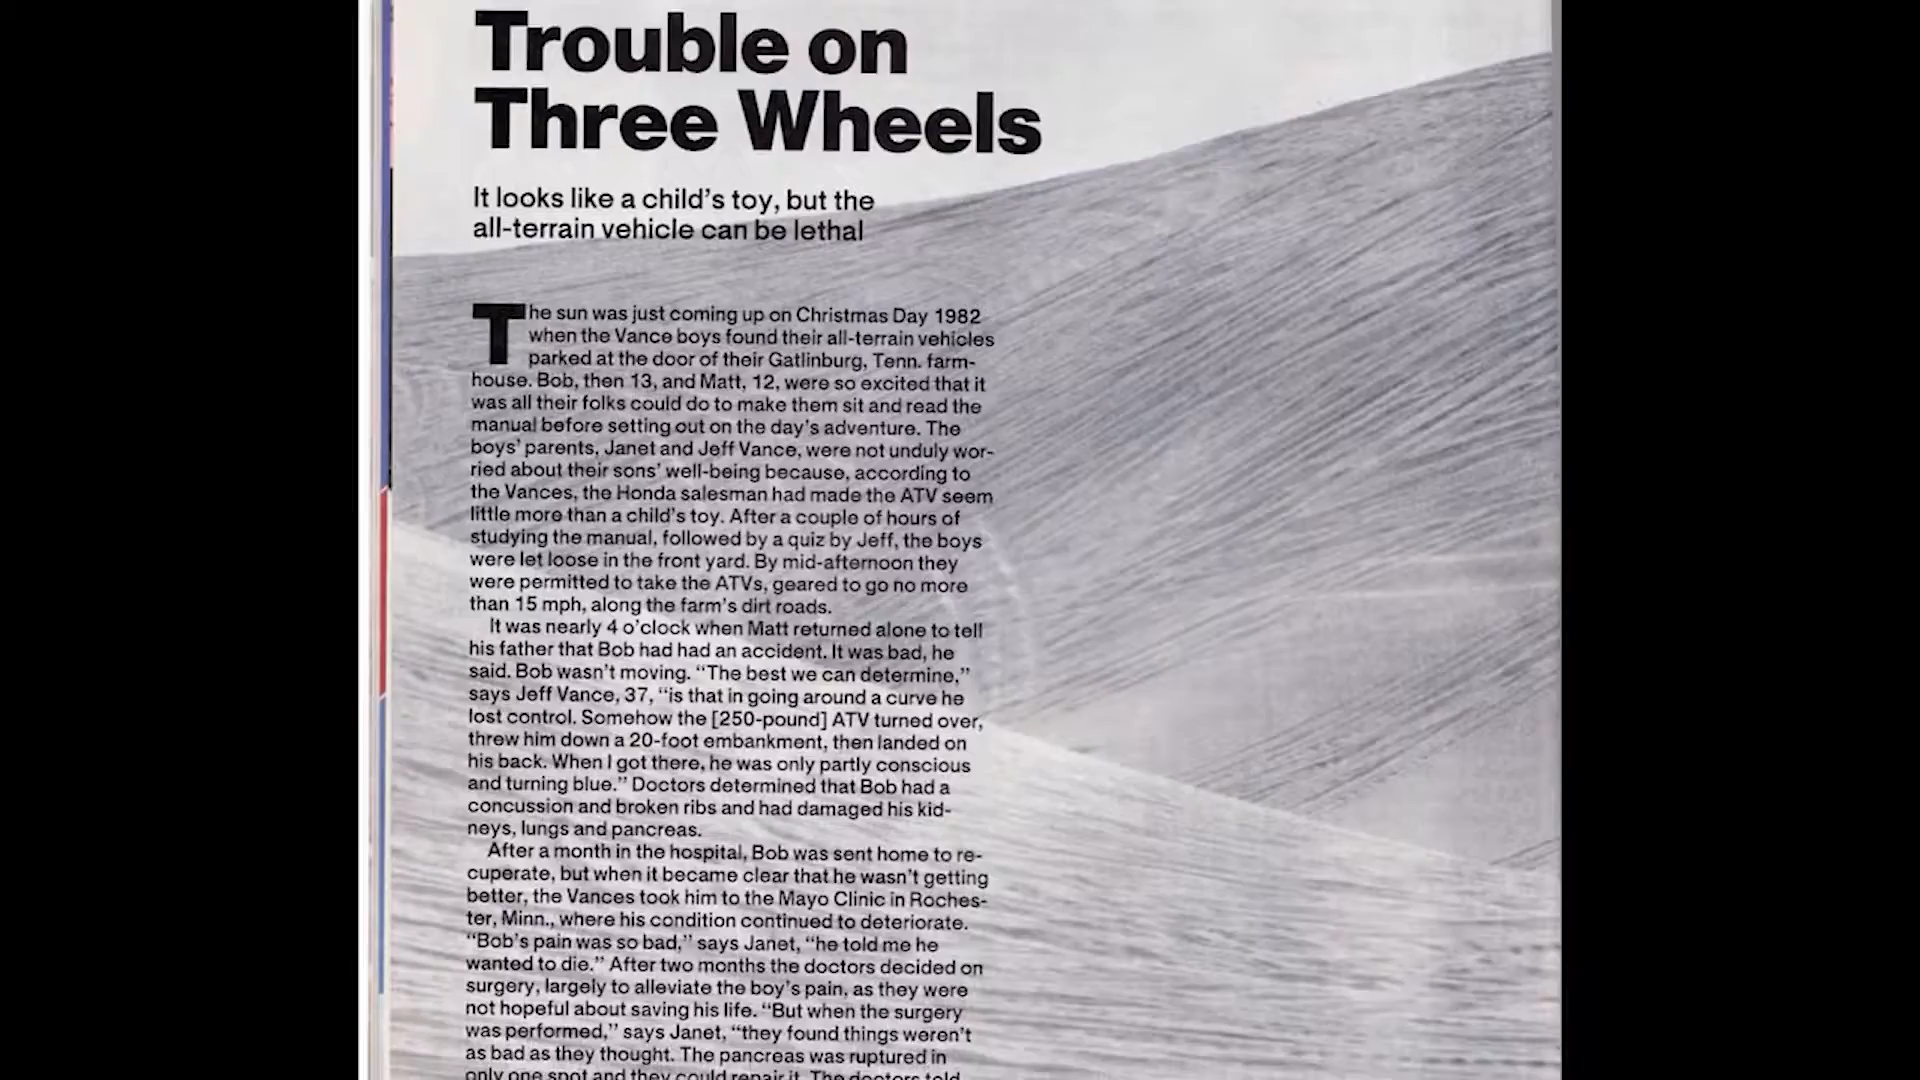 Trouble on
Three Wheels
It looks like a child's toy, but the
all-terrain vehicle can be lethal
The sun was just coming up on Christmas Day 1982
when the Vance boys found their all-terrain vehicles
parked at the door of their Gatlinburg, Tenn. farm-
house. Bob, then 13, and Matt, 12, were so excited that it
was all their folks could do to make them sit and read the
manual before setting out on the day's adventure. The
boys' parents, Janet and Jeff Vance, were not unduly wor-
ried about their sons' well-being because, according to
the Vances, the Honda salesman had made the ATV seem
little more than a child's toy. After a couple of hours of
studying the manual, followed by a quiz by Jeff, the boys
were let loose in the front yard. By mid-afternoon they
were permitted to take the ATVs, geared to go no more
than 15 mph, along the farm's dirt roads.
It was nearly 4 o'clock when Matt returned alone to tell
his father that Bob had had an accident. It was bad, he
said. Bob wasn't moving. "The best we can determine,"
says Jeff Vance, 37, "is that in going around a curve he
lost control. Somehow the [250-pound] ATV turned over,
threw him down a 20-foot embankment, then landed on
his back. When I got there, he was only partly conscious
and turning blue." Doctors determined that Bob had a
concussion and broken ribs and had damaged his kid-
neys, lungs and pancreas.
After a month in the hospital, Bob was sent home to re-
cuperate, but when it became clear that he wasn't getting
better, the Vances took him to the Mayo Clinic in Roches-
ter, Minn., where his condition continued to deteriorate.
"Bob's pain was so bad," says Janet, "he told me he
wanted to die." After two months the doctors decided on
surgery, largely to alleviate the boy's pain, as they were
not hopeful about saving his life. "But when the surgery
was performed," says Janet, "they found things weren't
as bad as they thought. The pancreas was ruptured in
only one spot and they could repair it. The doctors told